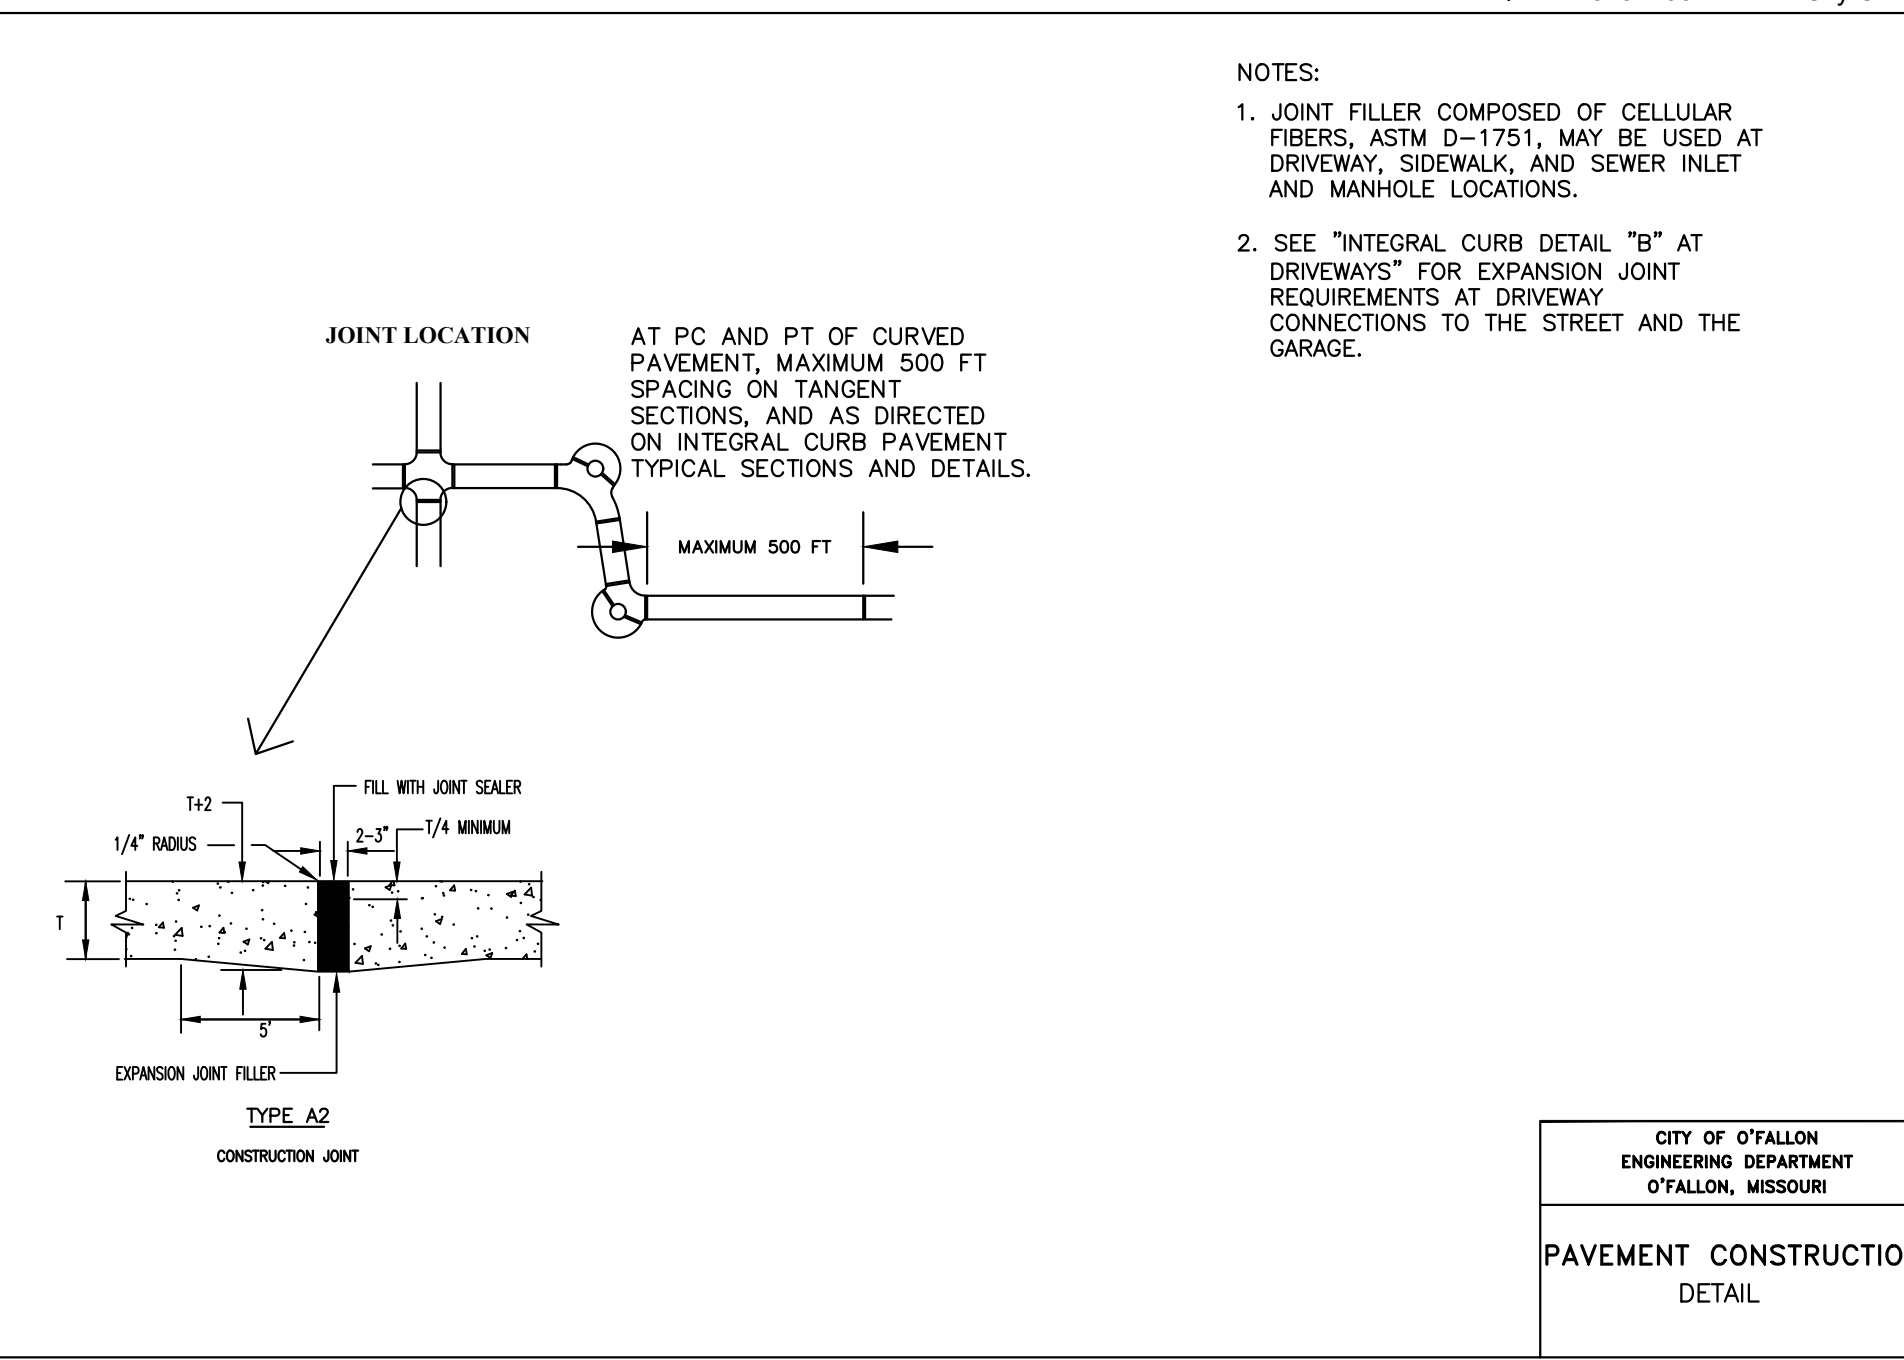 NOTES:
1. JOINT FILLER COMPOSED OF CELLULAR
FIBERS, ASTM D-1751, MAY BE USED AT
DRIVEWAY, SIDEWALK, AND SEWER INLET
AND MANHOLE LOCATIONS.
2. SEE "INTEGRAL CURB DETAIL "B" AT
DRIVEWAYS" FOR EXPANSION JOINT
REQUIREMENTS AT DRIVEWAY
CONNECTIONS TO THE STREET AND THE
GARAGE.
JOINT LOCATION
AT PC AND PT OF CURVED
PAVEMENT, MAXIMUM 500 FT
SPACING ON TANGENT
SECTIONS, AND AS DIRECTED
ON INTEGRAL CURB PAVEMENT
TYPICAL SECTIONS AND DETAILS.
MAXIMUM 500 FT
FILL WITH JOINT SEALER
T+2
2-3"
T/4 MINIMUM
1/4" RADIUS
T
5'
EXPANSION JOINT FILLER
TYPE A2
CONSTRUCTION JOINT
CITY OF O'FALLON
ENGINEERING DEPARTMENT
O'FALLON, MISSOURI
PAVEMENT CONSTRUCTIO
DETAIL